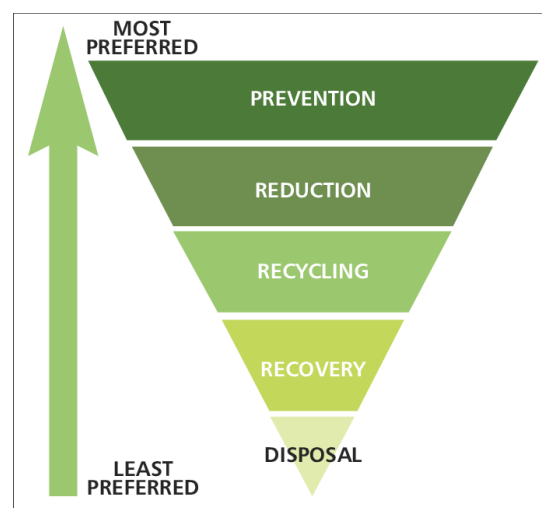 MOST
PREFERRED
PREVENTION
REDUCTION
RECYCLING
RECOVERY
DISPOSAL
LEAST
PREFERRED